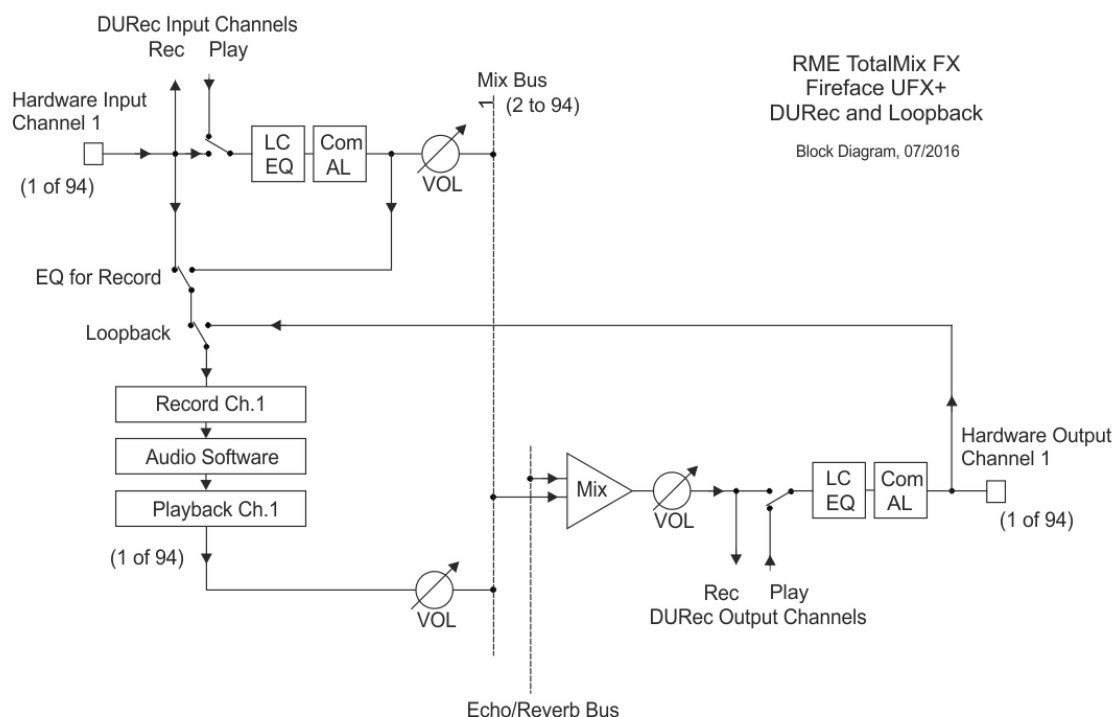 DURec Input Channels
Rec Play
Hardware Input
Channel 1
(1 of 94)
LC
EQ
Com
AL
VOL
Mix Bus
1
(2 to 94)
RME TotalMix FX
Fireface UFX+
DURec and Loopback
Block Diagram, 07/2016
EQ for Record
Loopback
Record Ch.1
Audio Software
Playback Ch.1
(1 of 94)
VOL
Mix
VOL
LC
EQ
Com
AL
Hardware Output
Channel 1
(1 of 94)
Rec Play
DURec Output Channels
Echo/Reverb Bus